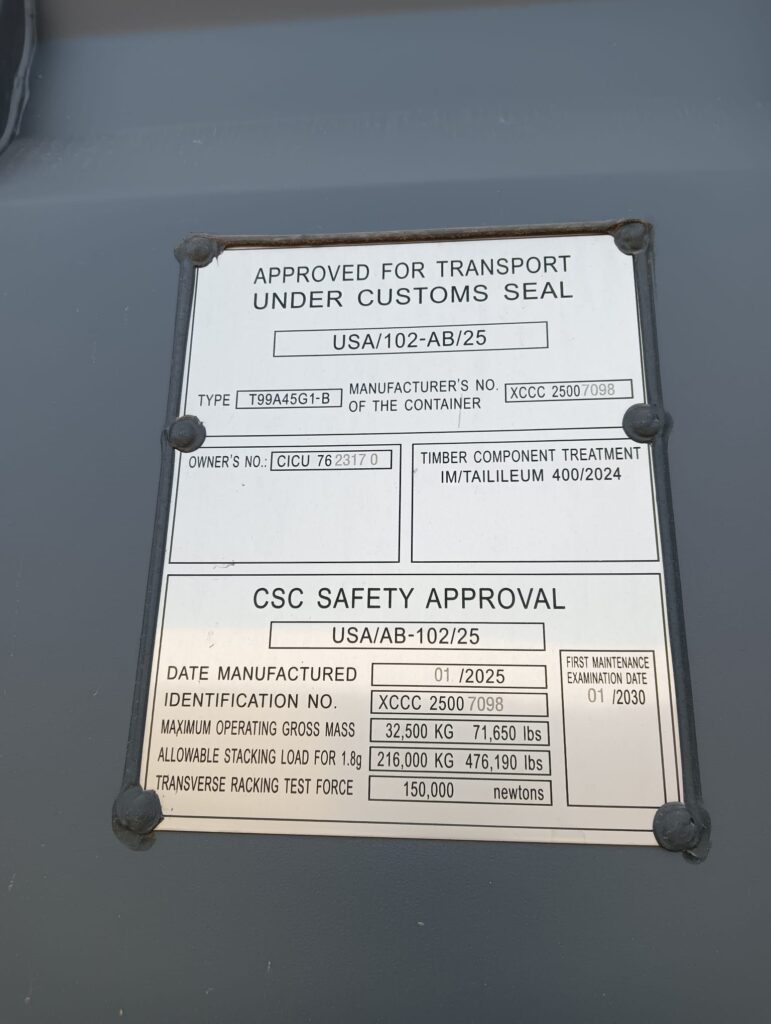 APPROVED FOR TRANSPORT
UNDER CUSTOMS SEAL
USA/102-AB/25
TYPE T99A45G1-B MANUFACTURER'S NO. OF THE CONTAINER XCCC 25007098
OWNER'S NO.: CICU 76 2317 0
TIMBER COMPONENT TREATMENT
IM/TAILILEUM 400/2024
CSC SAFETY APPROVAL
USA/AB-102/25
DATE MANUFACTURED 01 /2025
IDENTIFICATION NO. XCCC 25007098
MAXIMUM OPERATING GROSS MASS 32,500 KG 71,650 lbs
ALLOWABLE STACKING LOAD FOR 1.8g 216,000 KG 476,190 lbs
TRANSVERSE RACKING TEST FORCE 150,000 newtons
FIRST MAINTENANCE
EXAMINATION DATE
01 /2030